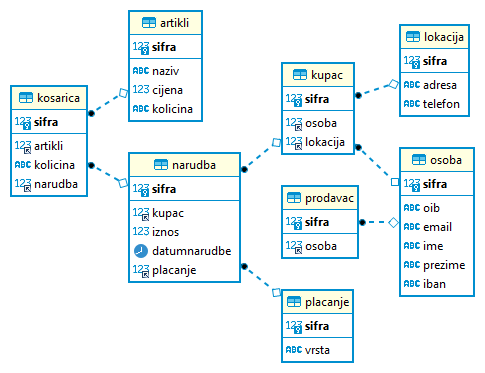 artikli
123 sifra
ABC naziv
123 cijena
ABC kolicina
kosarica
123 sifra
123 artikli
ABC kolicina
123 narudba
narudba
123 sifra
123 kupac
123 iznos
datumnarudbe
123 placanje
kupac
123 sifra
123 osoba
123 lokacija
prodavac
123 sifra
123 osoba
placanje
123 sifra
ABC vrsta
lokacija
123 sifra
ABC adresa
ABC telefon
osoba
123 sifra
ABC oib
ABC email
ABC ime
ABC prezime
ABC iban